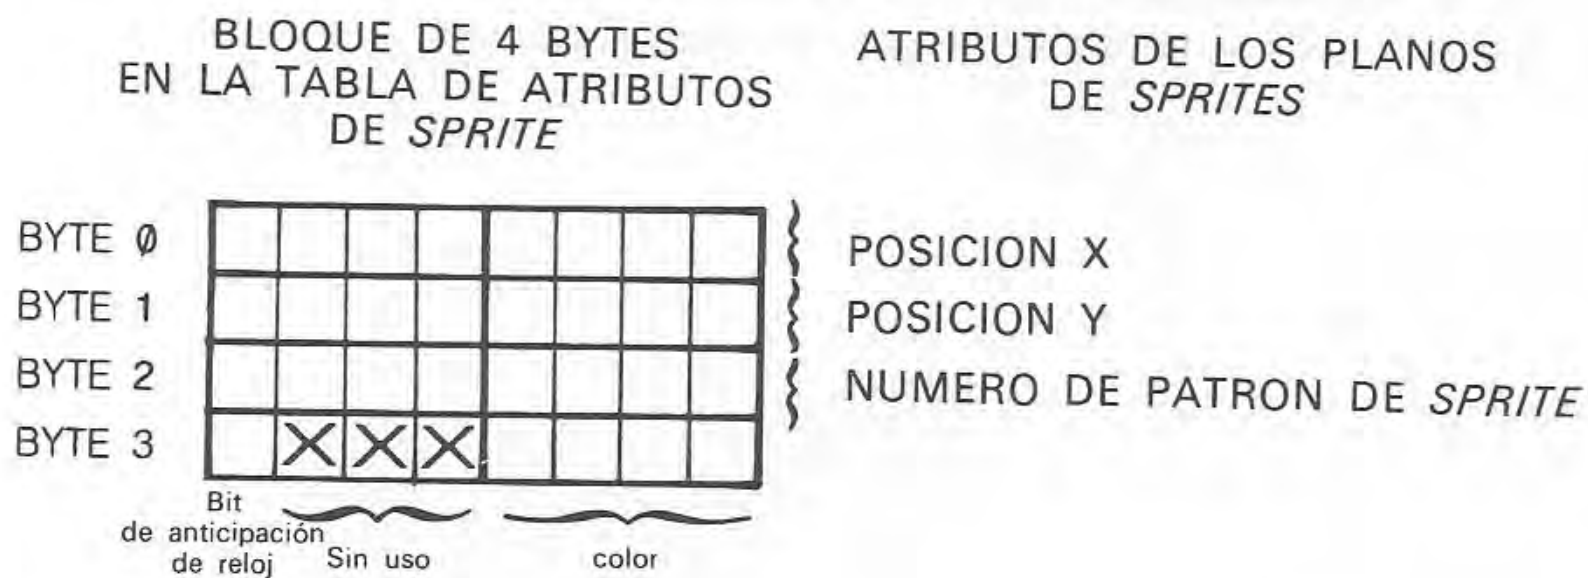 BLOQUE DE 4 BYTES
EN LA TABLA DE ATRIBUTOS
DE SPRITE
ATRIBUTOS DE LOS PLANOS
DE SPRITES
BYTE 0 POSICION X
BYTE 1 POSICION Y
BYTE 2 NUMERO DE PATRON DE SPRITE
BYTE 3 X X X
Bit
de anticipación
de reloj
Sin uso
color